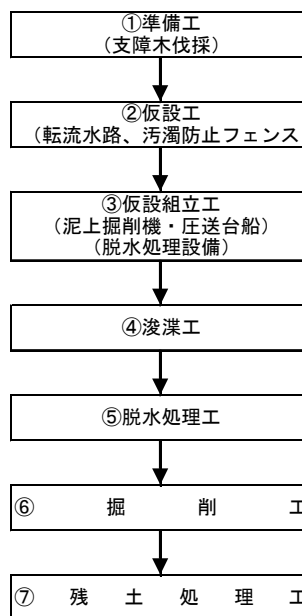 ①準備工
(支障木伐採)
②仮設工
(転流水路、汚濁防止フェンス
③仮設組立工
(泥上掘削機・圧送台船)
(脱水処理設備)
④浚渫工
⑤脱水処理工
⑥ 掘 削 工
⑦ 残 土 処 理 工